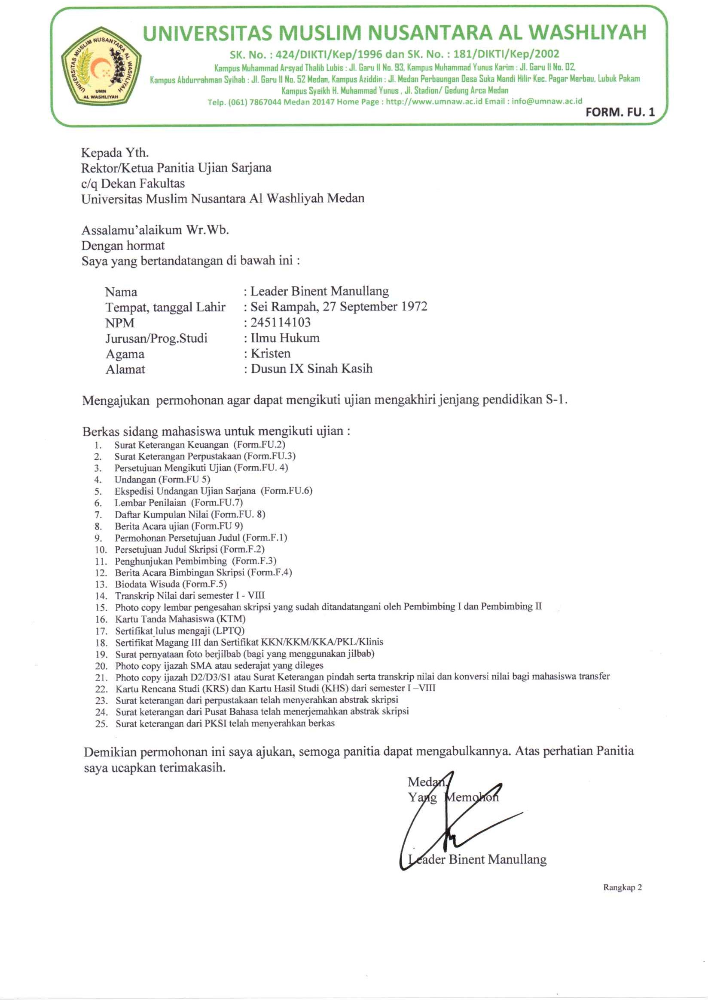 UNIVERSITAS MUSLIM NUSANTARA AL WASHLIYAH
UMN
AL WASHLIYAH
UNIVERSITAS MUSLIM NUSANTARA AL WASHLIYAH
SK. No. : 424/DIKTI/Kep/1996 dan SK. No. : 181/DIKTI/Kep/2002
Kampus Muhammad Arsyad Thalib Lubis : Jl. Garu II No. 93, Kampus Muhammad Yunus Karim : Jl. Garu II No. 02,
Kampus Abdurrahman Syihab : Jl. Garu II No. 52 Medan, Kampus Aziddin : Jl. Medan Perbaungan Desa Suka Mandi Hilir Kec. Pagar Merbau, Lubuk Pakam
Kampus Syeikh H. Muhammad Yunus , Jl. Stadion/ Gedung Arca Medan
Telp. (061) 7867044 Medan 20147 Home Page : http://www.umnaw.ac.id Email : info@umnaw.ac.id
FORM. FU. 1
Kepada Yth.
Rektor/Ketua Panitia Ujian Sarjana
c/q Dekan Fakultas
Universitas Muslim Nusantara Al Washliyah Medan
Assalamu’alaikum Wr.Wb.
Dengan hormat
Saya yang bertandatangan di bawah ini :
Nama : Leader Binent Manullang
Tempat, tanggal Lahir : Sei Rampah, 27 September 1972
NPM : 245114103
Jurusan/Prog.Studi : Ilmu Hukum
Agama : Kristen
Alamat : Dusun IX Sinah Kasih
Mengajukan permohonan agar dapat mengikuti ujian mengakhiri jenjang pendidikan S-1.
Berkas sidang mahasiswa untuk mengikuti ujian :
1. Surat Keterangan Keuangan (Form.FU.2)
2. Surat Keterangan Perpustakaan (Form.FU.3)
3. Persetujuan Mengikuti Ujian (Form.FU. 4)
4. Undangan (Form.FU 5)
5. Ekspedisi Undangan Ujian Sarjana (Form.FU.6)
6. Lembar Penilaian (Form.FU.7)
7. Daftar Kumpulan Nilai (Form.FU. 8)
8. Berita Acara ujian (Form.FU 9)
9. Permohonan Persetujuan Judul (Form.F.1)
10. Persetujuan Judul Skripsi (Form.F.2)
11. Penghunjukan Pembimbing (Form.F.3)
12. Berita Acara Bimbingan Skripsi (Form.F.4)
13. Biodata Wisuda (Form.F.5)
14. Transkrip Nilai dari semester I - VIII
15. Photo copy lembar pengesahan skripsi yang sudah ditandatangani oleh Pembimbing I dan Pembimbing II
16. Kartu Tanda Mahasiswa (KTM)
17. Sertifikat lulus mengaji (LPTQ)
18. Sertifikat Magang III dan Sertifikat KKN/KKM/KKA/PKL/Klinis
19. Surat pernyataan foto berjilbab (bagi yang menggunakan jilbab)
20. Photo copy ijazah SMA atau sederajat yang dileges
21. Photo copy ijazah D2/D3/S1 atau Surat Keterangan pindah serta transkrip nilai dan konversi nilai bagi mahasiswa transfer
22. Kartu Rencana Studi (KRS) dan Kartu Hasil Studi (KHS) dari semester I –VIII
23. Surat keterangan dari perpustakaan telah menyerahkan abstrak skripsi
24. Surat keterangan dari Pusat Bahasa telah menerjemahkan abstrak skripsi
25. Surat keterangan dari PKSI telah menyerahkan berkas
Demikian permohonan ini saya ajukan, semoga panitia dapat mengabulkannya. Atas perhatian Panitia
saya ucapkan terimakasih.
Medan,
Yang Memohon
Leader Binent Manullang
Rangkap 2